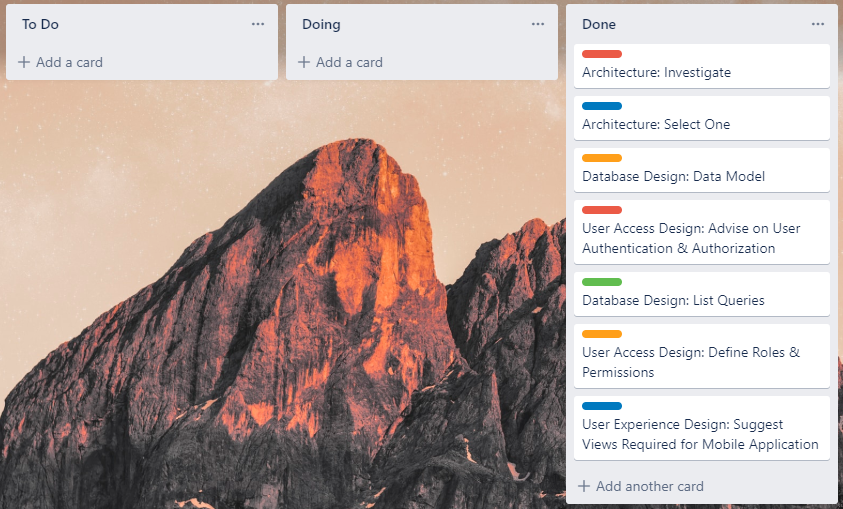 To Do
Add a card
Doing
Add a card
Done
Architecture: Investigate
Architecture: Select One
Database Design: Data Model
User Access Design: Advise on User
Authentication & Authorization
Database Design: List Queries
User Access Design: Define Roles &
Permissions
User Experience Design: Suggest
Views Required for Mobile Application
Add another card